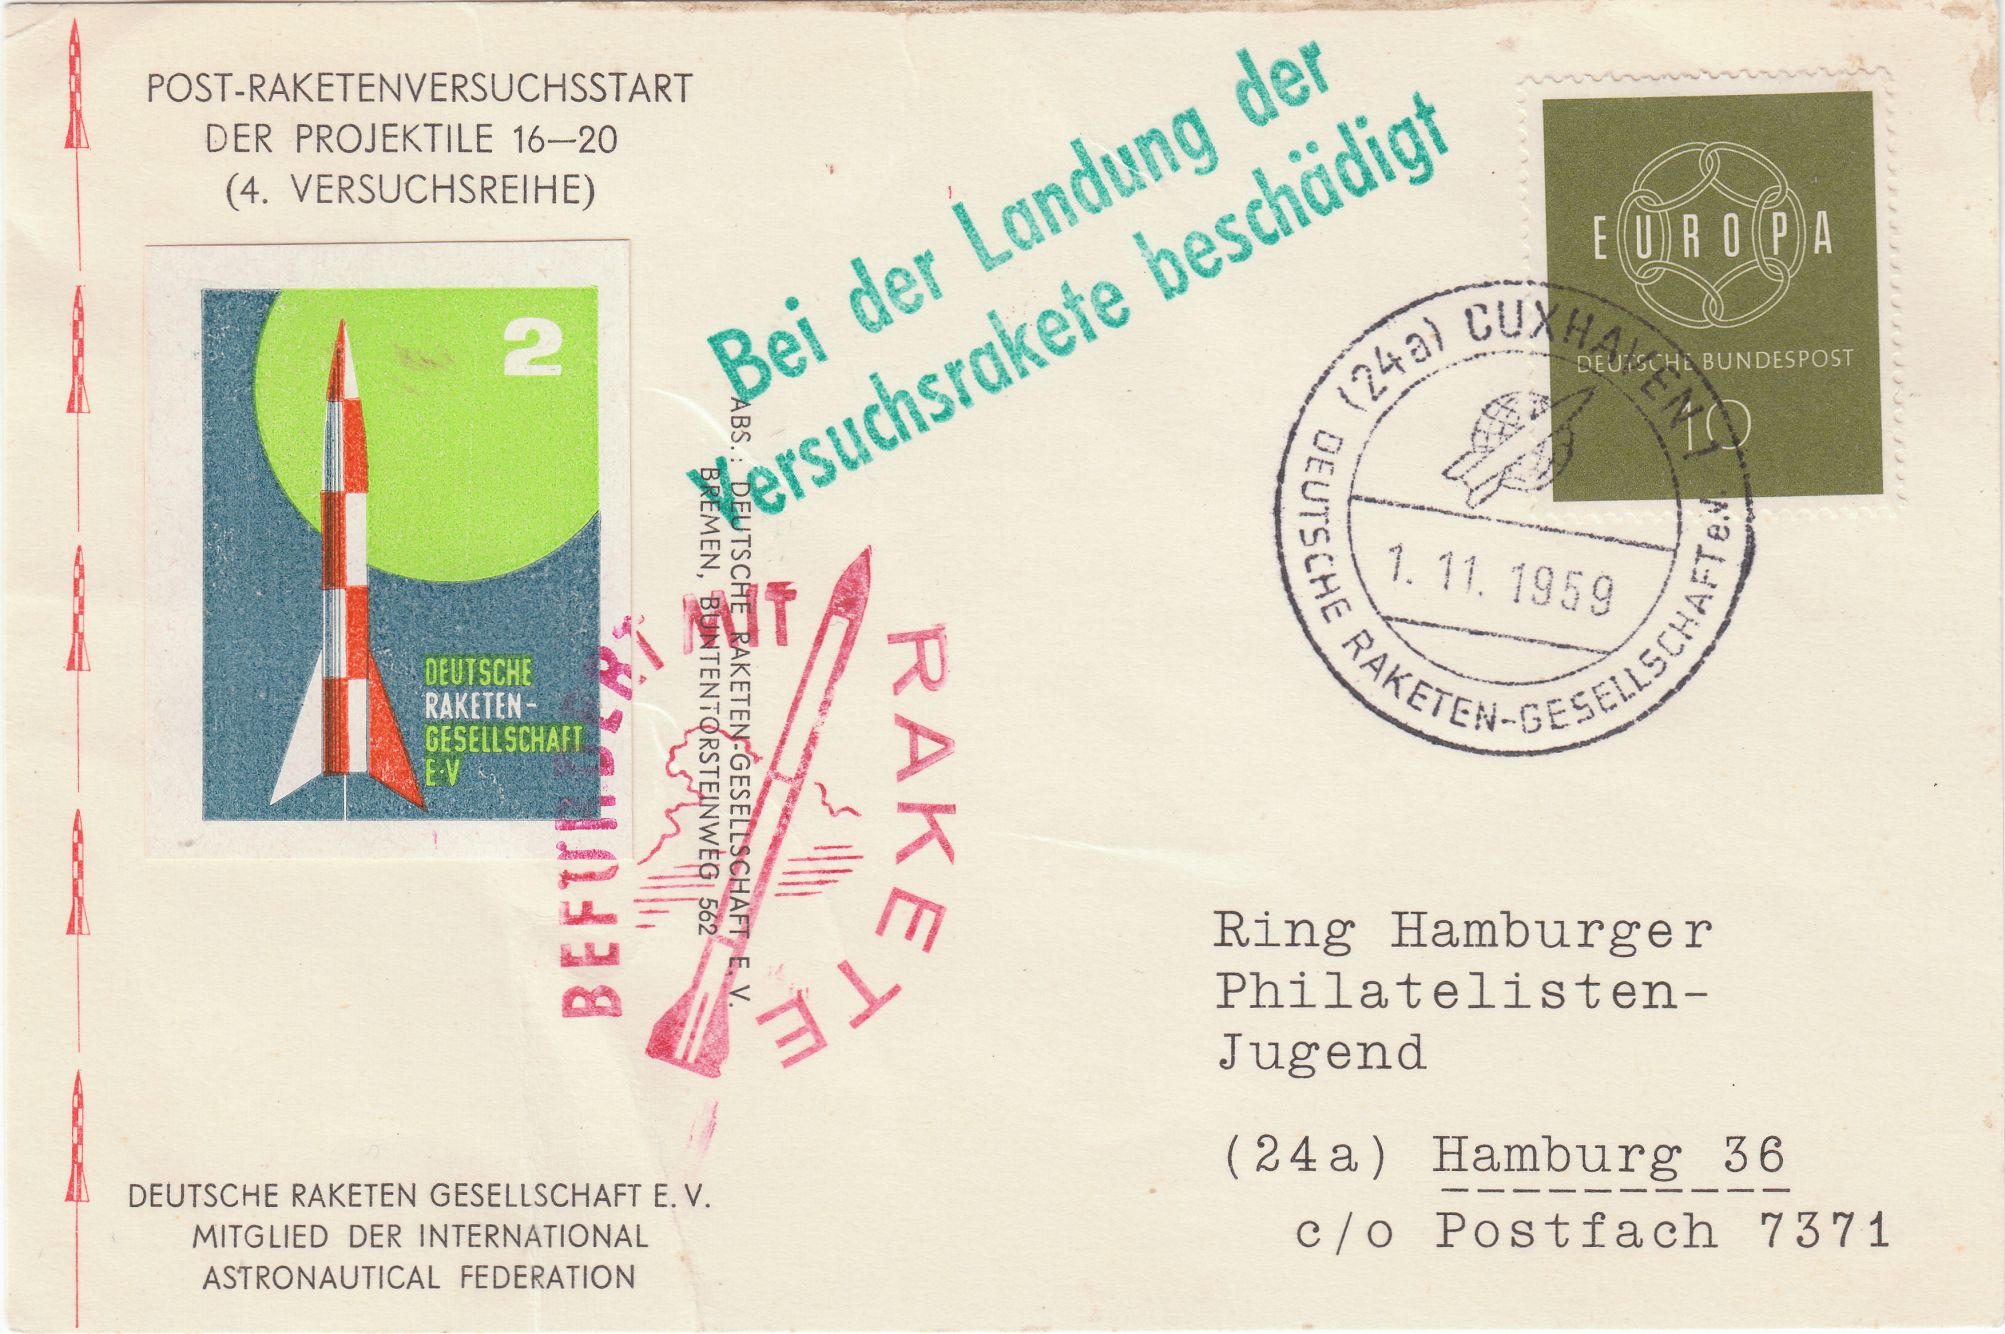 POST-RAKETENVERSUCHSSTART
DER PROJEKTILE 16—20
(4. VERSUCHSREIHE)
Bei der Landung der
Versuchsrakete beschädigt
EUROPA
DEUTSCHE BUNDESPOST
10
2
DEUTSCHE
RAKETEN-
GESELLSCHAFT
E·V
(24a) CUXHAVEN 1
1. 11. 1959
DEUTSCHE RAKETEN-GESELLSCHAFT e.V.
ABS.: DEUTSCHE RAKETEN-GESELLSCHAFT E. V.
BREMEN, BUNTENTORSTEINWEG 562
BEFÖRDERT MIT
RAKETE
Ring Hamburger
Philatelisten-
Jugend
(24a) Hamburg 36
c/o Postfach 7371
DEUTSCHE RAKETEN GESELLSCHAFT E. V.
MITGLIED DER INTERNATIONAL
ASTRONAUTICAL FEDERATION